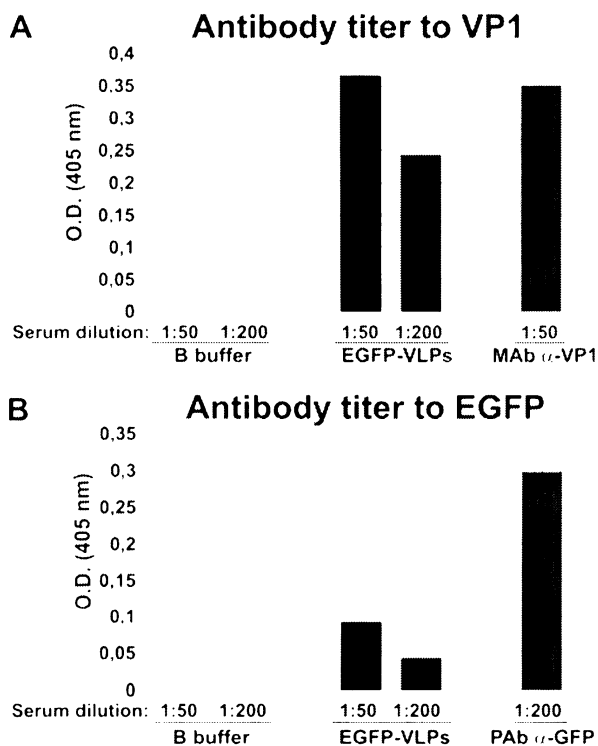 A
Antibody titer to VP1
0,4
0,35
0,3
0,25
0,2
0,15
0,1
0,05
0
O.D. (405 nm)
Serum dilution: 1:50 1:200 1:50 1:200 1:50
B buffer EGFP-VLPs MAb α-VP1
B
Antibody titer to EGFP
0,35
0,3
0,25
0,2
0,15
0,1
0,05
0
O.D. (405 nm)
Serum dilution: 1:50 1:200 1:50 1:200 1:200
B buffer EGFP-VLPs PAb α-GFP